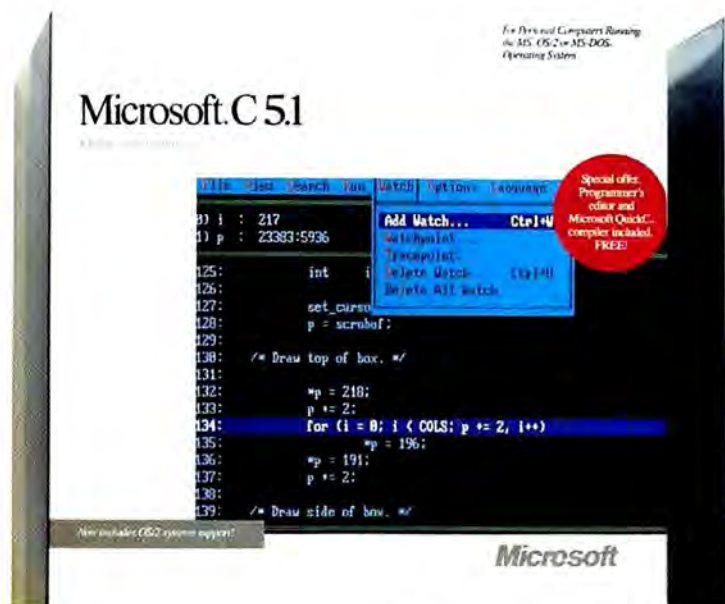 For Personal Computers Running
the MS OS/2 or MS-DOS
Operating System
Microsoft. C 5.1
File View Search Run Watch Options Language
0) i : 217
1) p : 23383:5936
Add Watch... Ctrl+W
Watchpoint...
Tracepoint...
Delete Watch Ctrl+U
Delete All Watch
Special offer.
Programmer's
editor and
Microsoft QuickC
compiler included.
FREE!
125: int i
126:
127: set_curso
128: p = scrnbuf;
129:
130: /* Draw top of box. */
131:
132: *p = 218;
133: p += 2;
134: for (i = 0; i < COLS; p += 2, i++)
135: *p = 196;
136: *p = 191;
137: p += 2;
138:
139: /* Draw side of box. */
Now includes OS/2 systems support!
Microsoft